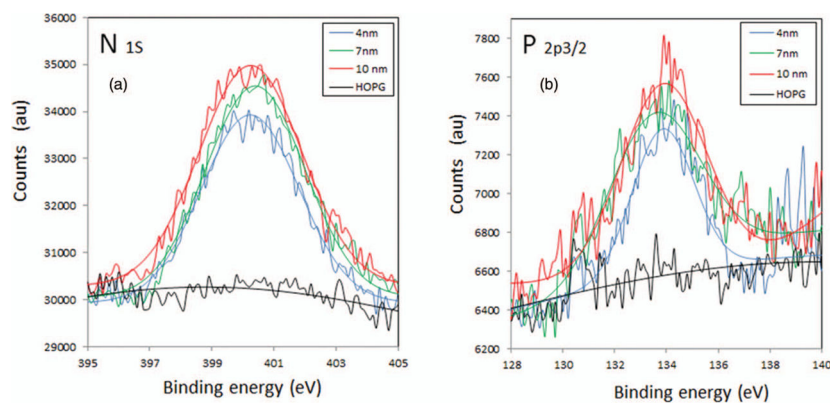 N 1S
(a)
4nm
7nm
10 nm
HOPG
36000
35000
34000
33000
32000
31000
30000
29000
Counts (au)
395 397 399 401 403 405
Binding energy (eV)
P 2p3/2
(b)
4nm
7nm
10 nm
HOPG
7800
7600
7400
7200
7000
6800
6600
6400
6200
Counts (au)
128 130 132 134 136 138 140
Binding energy (eV)